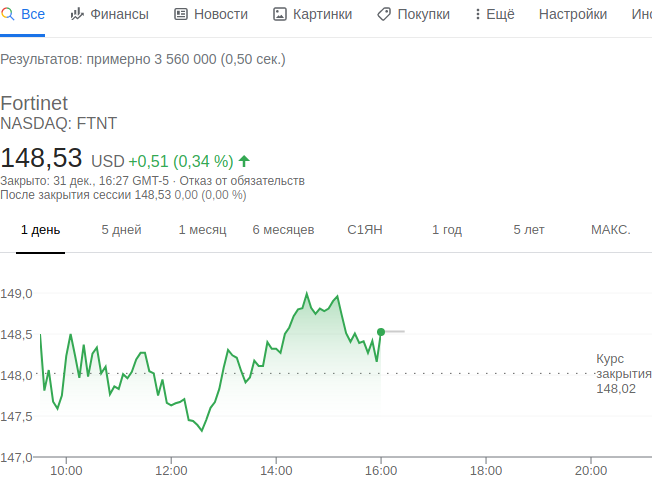 Все Финансы Новости Картинки Покупки Ещё Настройки Инс
Результатов: примерно 3 560 000 (0,50 сек.)
Fortinet
NASDAQ: FTNT
148,53 USD +0,51 (0,34 %)
Закрыто: 31 дек., 16:27 GMT-5 · Отказ от обязательств
После закрытия сессии 148,53 0,00 (0,00 %)
1 день 5 дней 1 месяц 6 месяцев С1ЯН 1 год 5 лет МАКС.
149,0
148,5
148,0
147,5
147,0
Курс
закрытия
148,02
10:00 12:00 14:00 16:00 18:00 20:00